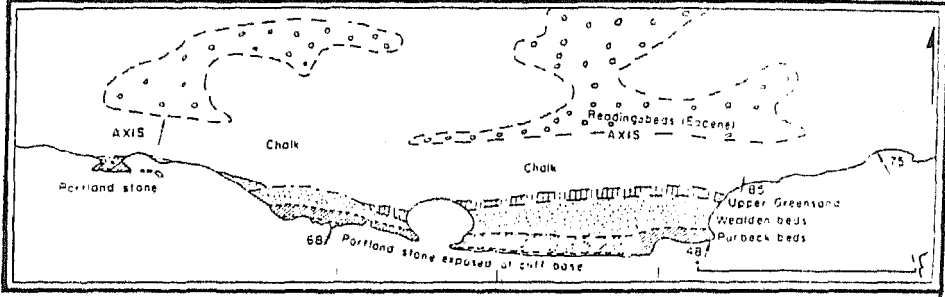 Readingsbeds (Eocene)
AXIS
AXIS
Chalk
Chalk
75
85
Portland stone
Upper Greensand
Wealden beds
Purbeck beds
68
Portland stone exposed at cliff base
48